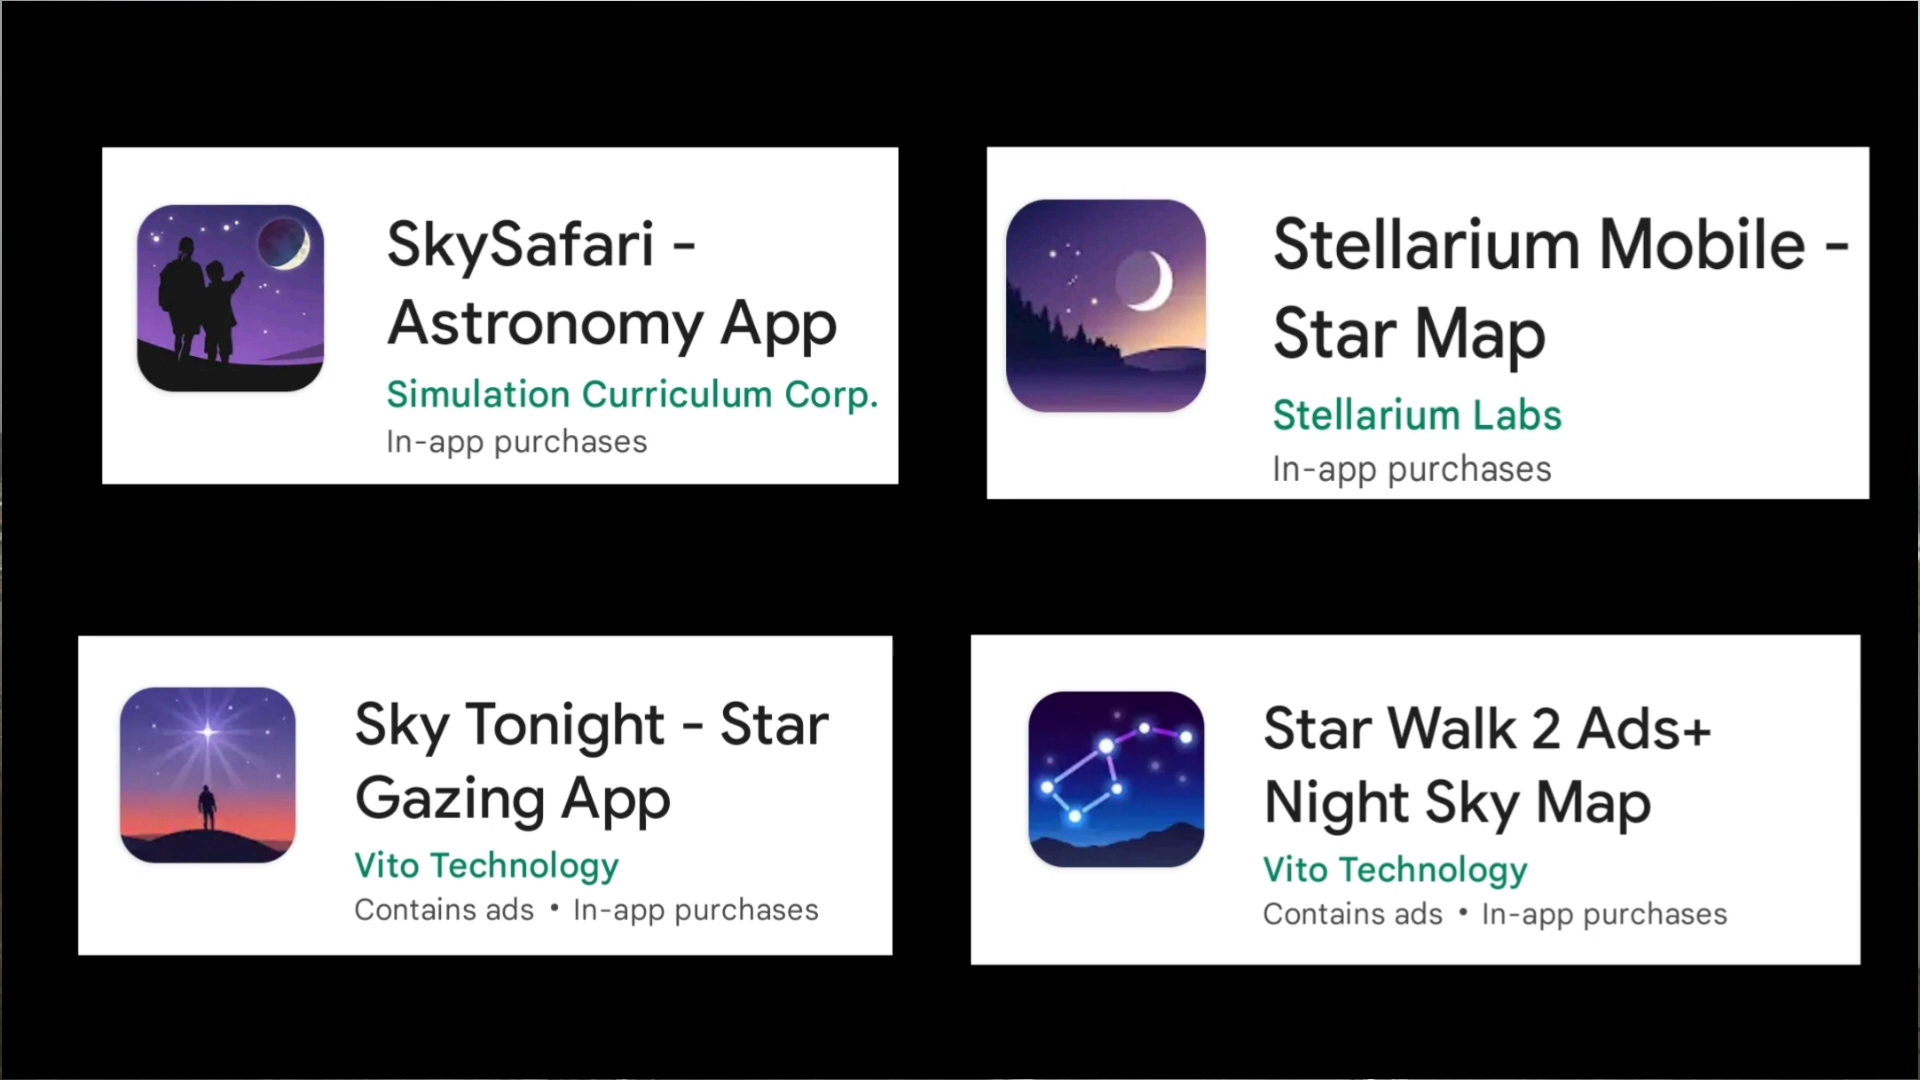 SkySafari -
Astronomy App
Simulation Curriculum Corp.
In-app purchases
Stellarium Mobile -
Star Map
Stellarium Labs
In-app purchases
Sky Tonight - Star
Gazing App
Vito Technology
Contains ads • In-app purchases
Star Walk 2 Ads+
Night Sky Map
Vito Technology
Contains ads • In-app purchases